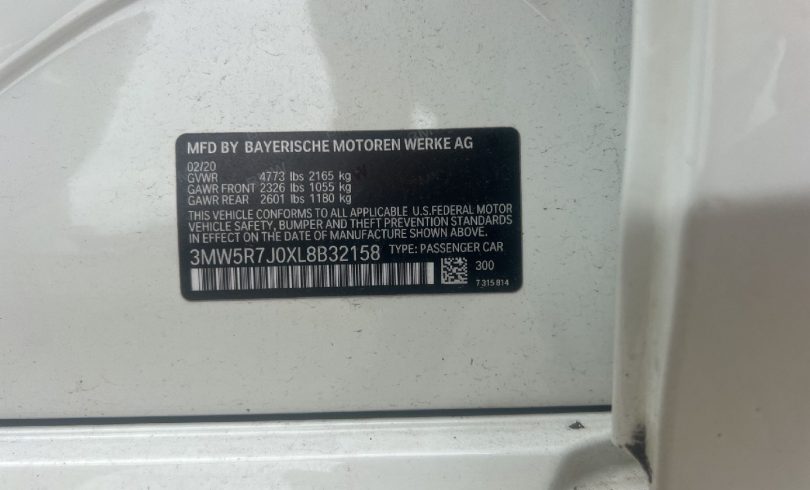 MFD BY BAYERISCHE MOTOREN WERKE AG
02/20
GVWR 4773 lbs 2165 kg
GAWR FRONT 2326 lbs 1055 kg
GAWR REAR 2601 lbs 1180 kg
THIS VEHICLE CONFORMS TO ALL APPLICABLE U.S.FEDERAL MOTOR
VEHICLE SAFETY, BUMPER AND THEFT PREVENTION STANDARDS
IN EFFECT ON THE DATE OF MANUFACTURE SHOWN ABOVE.
3MW5R7J0XL8B32158 TYPE: PASSENGER CAR
300
7 315 814